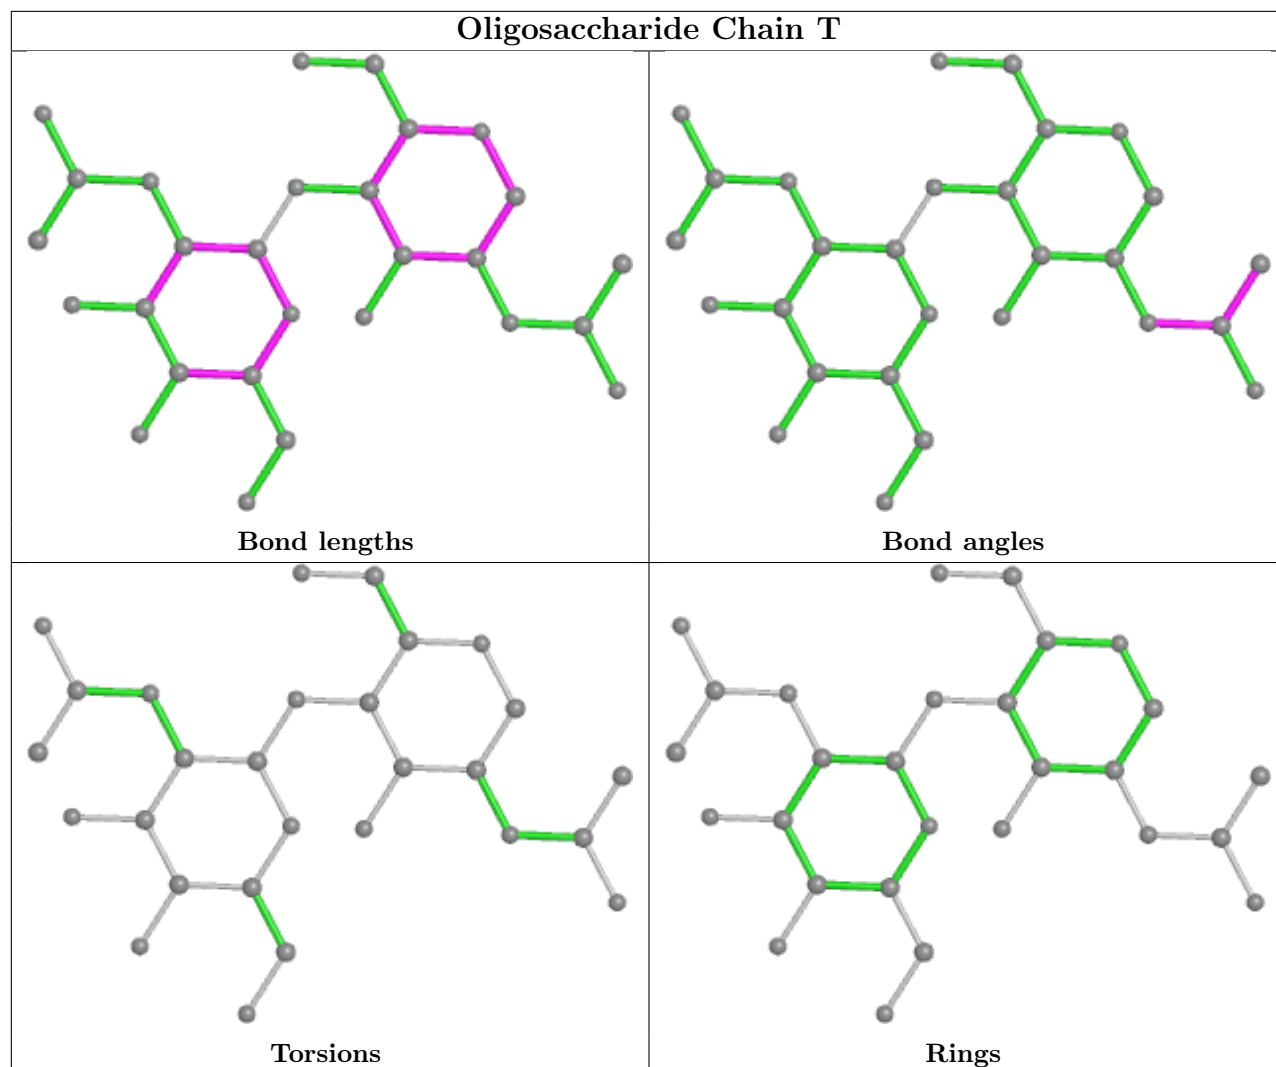 Oligosaccharide Chain T
Bond lengths
Bond angles
Torsions
Rings